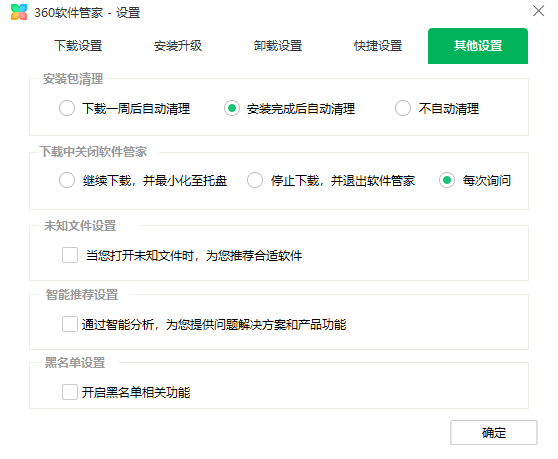 360软件管家 - 设置
下载设置 安装升级 卸载设置 快捷设置 其他设置
安装包清理
下载一周后自动清理 安装完成后自动清理 不自动清理
下载中关闭软件管家
继续下载，并最小化至托盘 停止下载，并退出软件管家 每次询问
未知文件设置
当您打开未知文件时，为您推荐合适软件
智能推荐设置
通过智能分析，为您提供问题解决方案和产品功能
黑名单设置
开启黑名单相关功能
确定